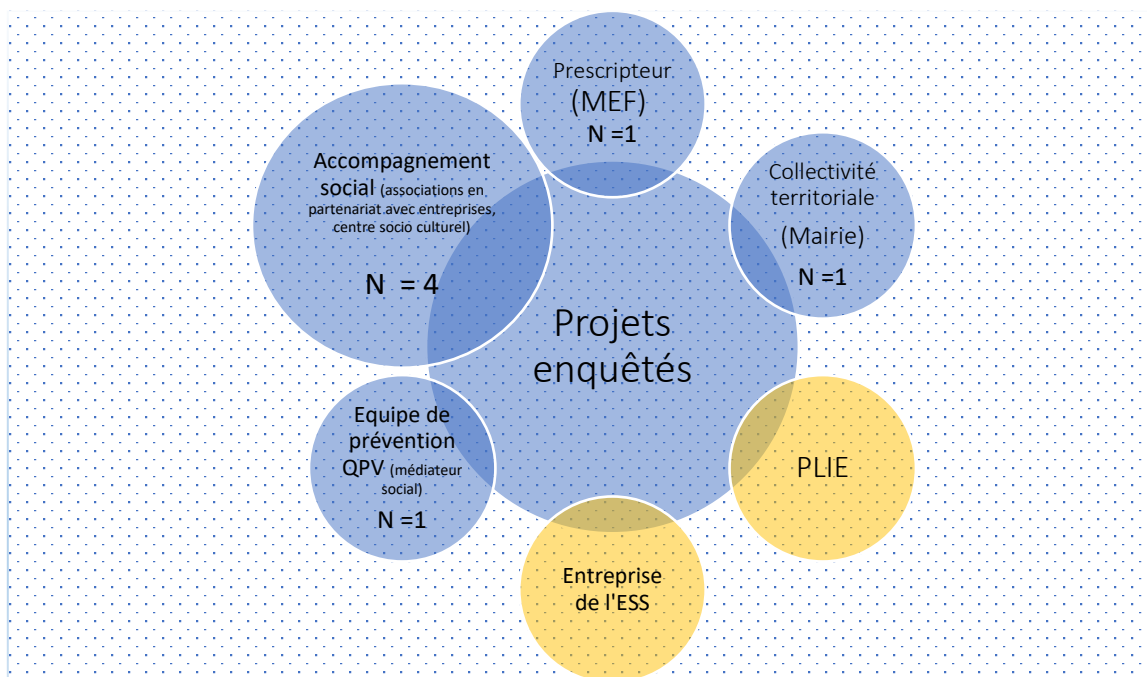 Prescripteur
(MEF)
N =1
Accompagnement
social (associations en
partenariat avec entreprises,
centre socio culturel)
N = 4
Collectivité
territoriale
(Mairie)
N =1
Projets
enquêtés
Equipe de
prévention
QPV (médiateur
social)
N =1
PLIE
Entreprise
de l'ESS